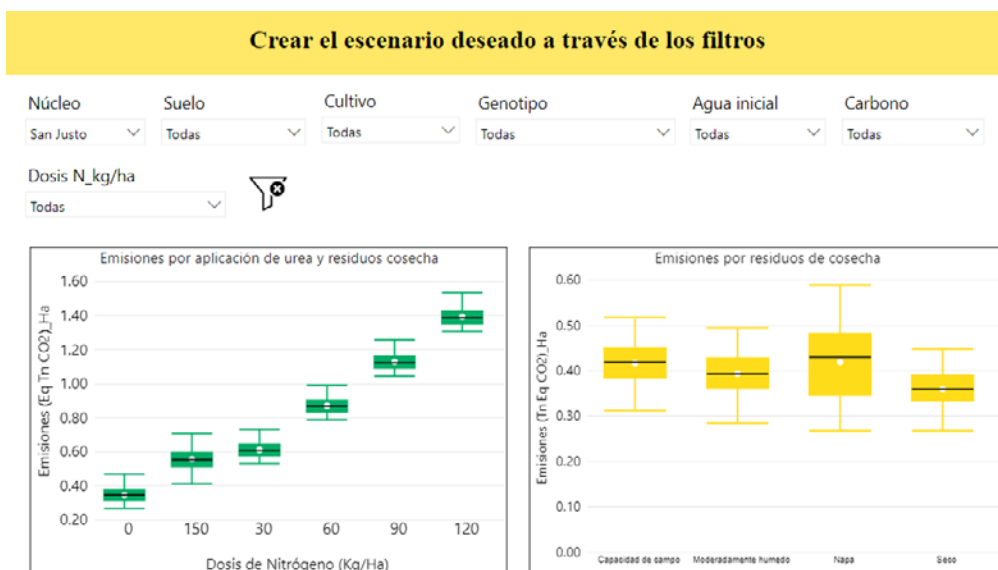 Crear el escenario deseado a través de los filtros
Núcleo Suelo Cultivo Genotipo Agua inicial Carbono
San Justo Todas Todas Todas Todas Todas
Dosis N_kg/ha
Todas
Emisiones por aplicación de urea y residuos cosecha
Emisiones (Eq Tn CO2)_Ha
1.60
1.40
1.20
1.00
0.80
0.60
0.40
0.20
0 150 30 60 90 120
Dosis de Nitrógeno (Kg/Ha)
Emisiones por residuos de cosecha
Emisiones (Tn Eq CO2)_Ha
0.60
0.50
0.40
0.30
0.20
0.10
0.00
Capacidad de campo Moderadamente humedo Napa Seco